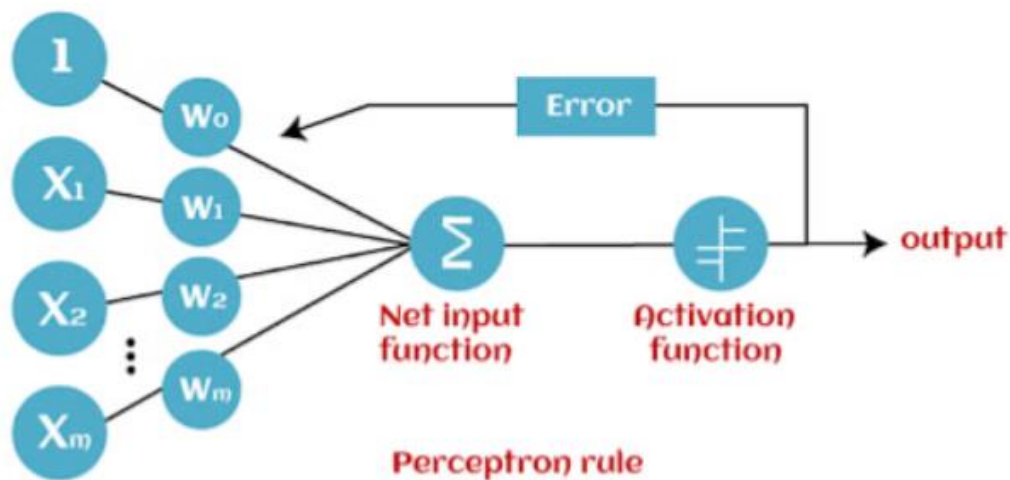 1
W₀
Error
X₁
W₁
Σ
output
X₂
W₂
Net input
function
Activation
function
Xₘ
Wₘ
Perceptron rule